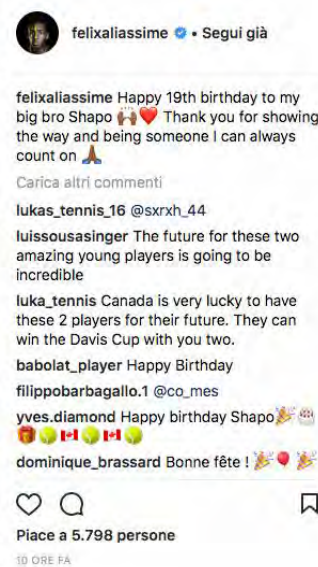 felixaliassime • Segui già
felixaliassime Happy 19th birthday to my
big bro Shapo 🙌🏾❤️ Thank you for showing
the way and being someone I can always
count on 🙏🏾
Carica altri commenti
lukas_tennis_16 @sxrxh_44
luissousasinger The future for these two
amazing young players is going to be
incredible
luka_tennis Canada is very lucky to have
these 2 players for their future. They can
win the Davis Cup with you two.
babolat_player Happy Birthday
filippobarbagallo.1 @co_mes
yves.diamond Happy birthday Shapo🎉🎂
🎁🎾🇨🇦🎾🇨🇦🎾
dominique_brassard Bonne fête ! 🎉🎈🎉
Piace a 5.798 persone
10 ORE FA